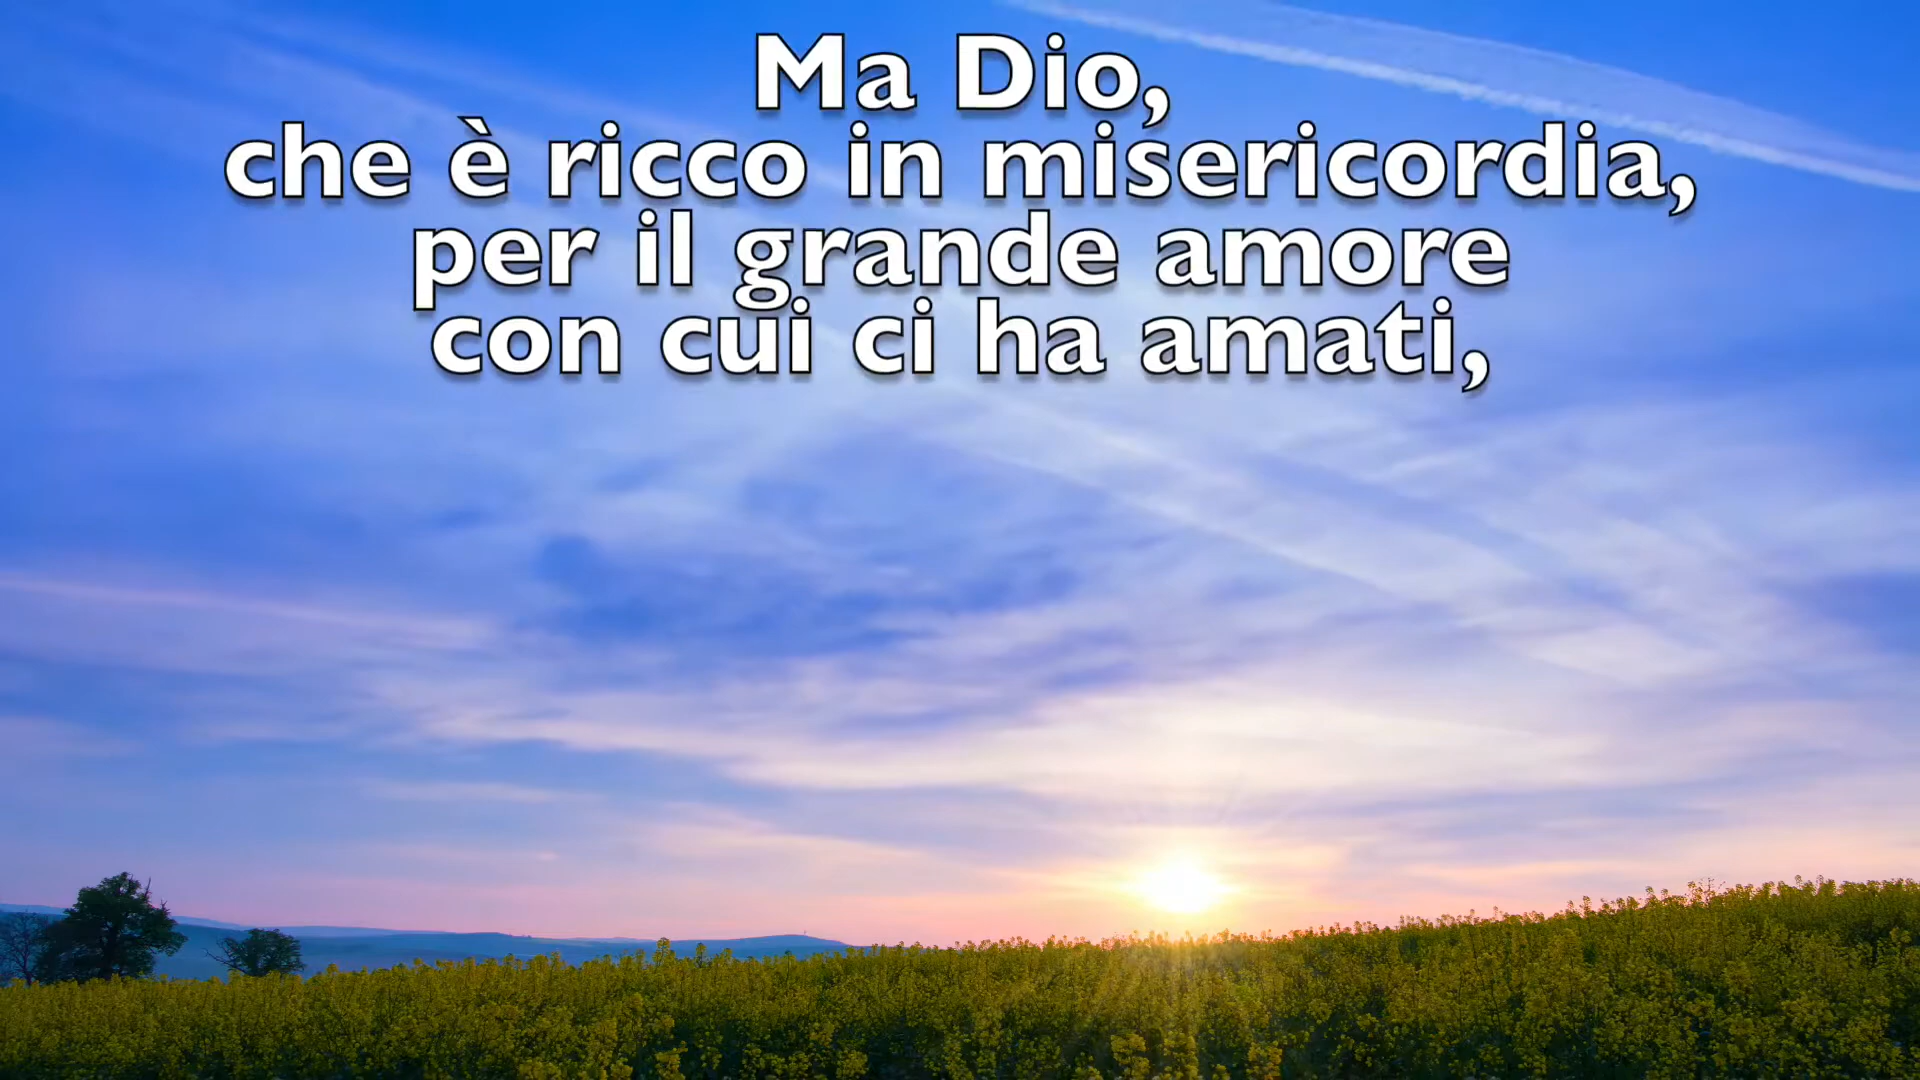 Ma Dio,
che è ricco in misericordia,
per il grande amore
con cui ci ha amati,